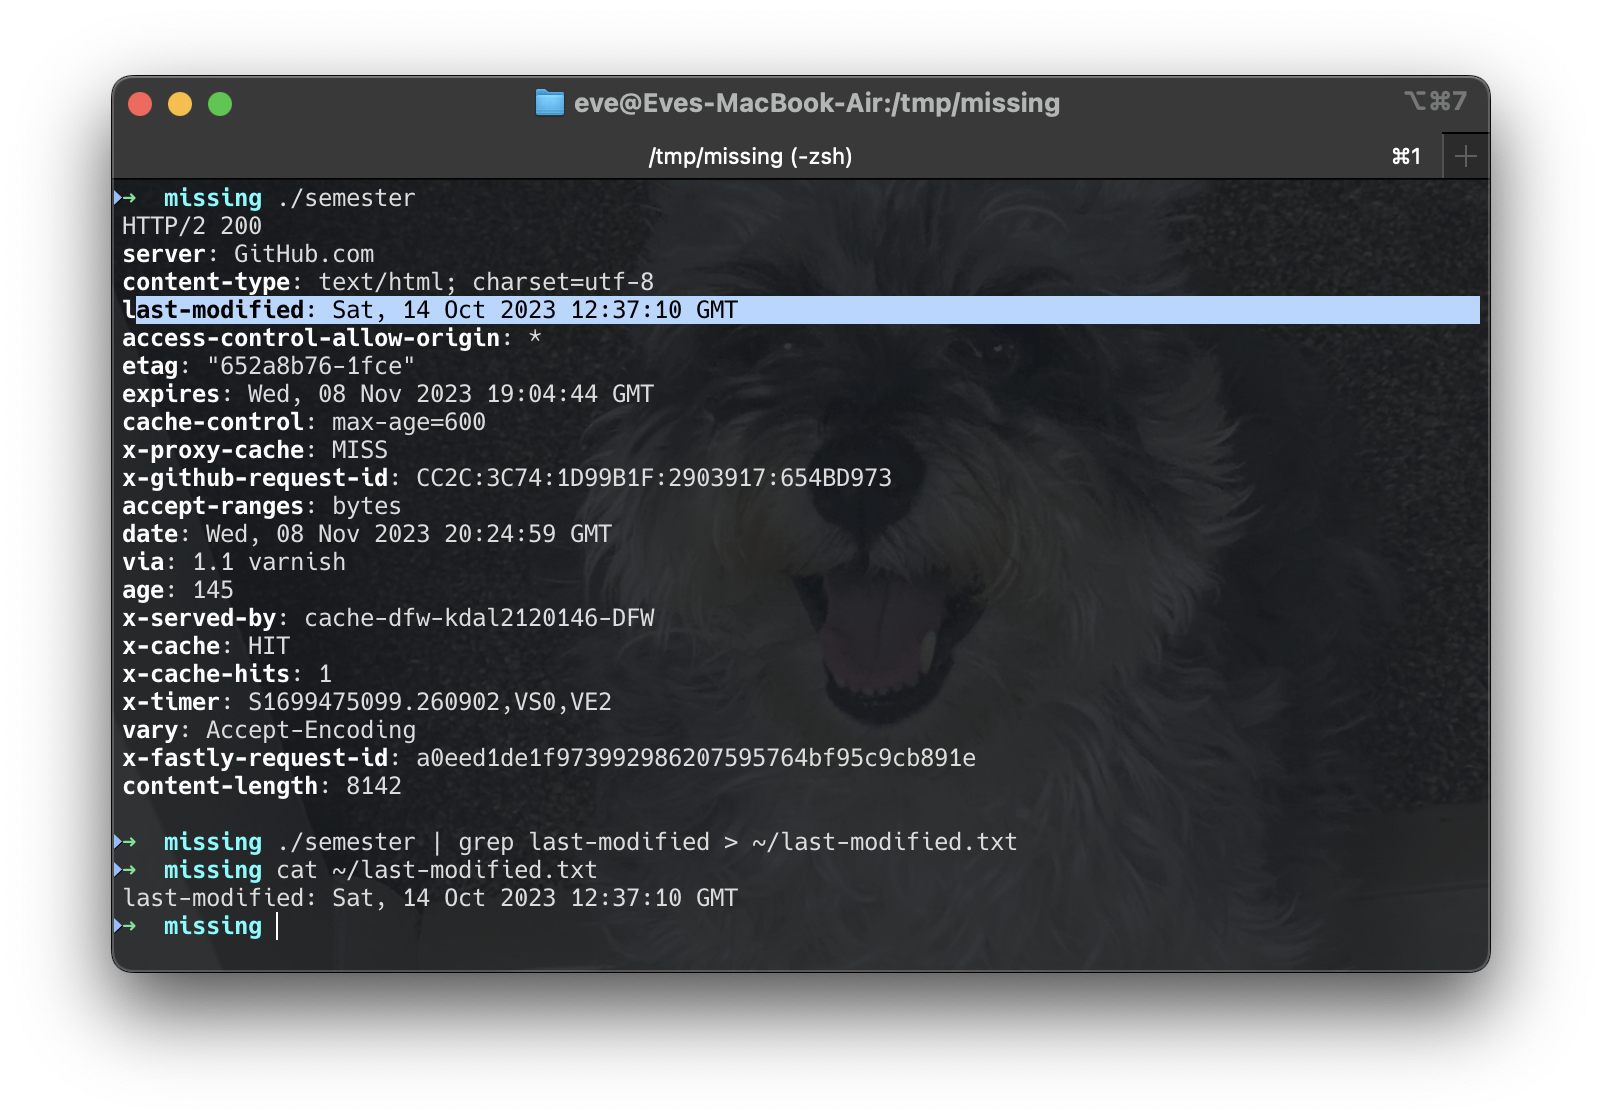 eve@Eves-MacBook-Air:/tmp/missing
⌥⌘7
/tmp/missing (-zsh)
⌘1
➜ missing ./semester
HTTP/2 200
server: GitHub.com
content-type: text/html; charset=utf-8
last-modified: Sat, 14 Oct 2023 12:37:10 GMT
access-control-allow-origin: *
etag: "652a8b76-1fce"
expires: Wed, 08 Nov 2023 19:04:44 GMT
cache-control: max-age=600
x-proxy-cache: MISS
x-github-request-id: CC2C:3C74:1D99B1F:2903917:654BD973
accept-ranges: bytes
date: Wed, 08 Nov 2023 20:24:59 GMT
via: 1.1 varnish
age: 145
x-served-by: cache-dfw-kdal2120146-DFW
x-cache: HIT
x-cache-hits: 1
x-timer: S1699475099.260902,VS0,VE2
vary: Accept-Encoding
x-fastly-request-id: a0eed1de1f973992986207595764bf95c9cb891e
content-length: 8142
➜ missing ./semester | grep last-modified > ~/last-modified.txt
➜ missing cat ~/last-modified.txt
last-modified: Sat, 14 Oct 2023 12:37:10 GMT
➜ missing